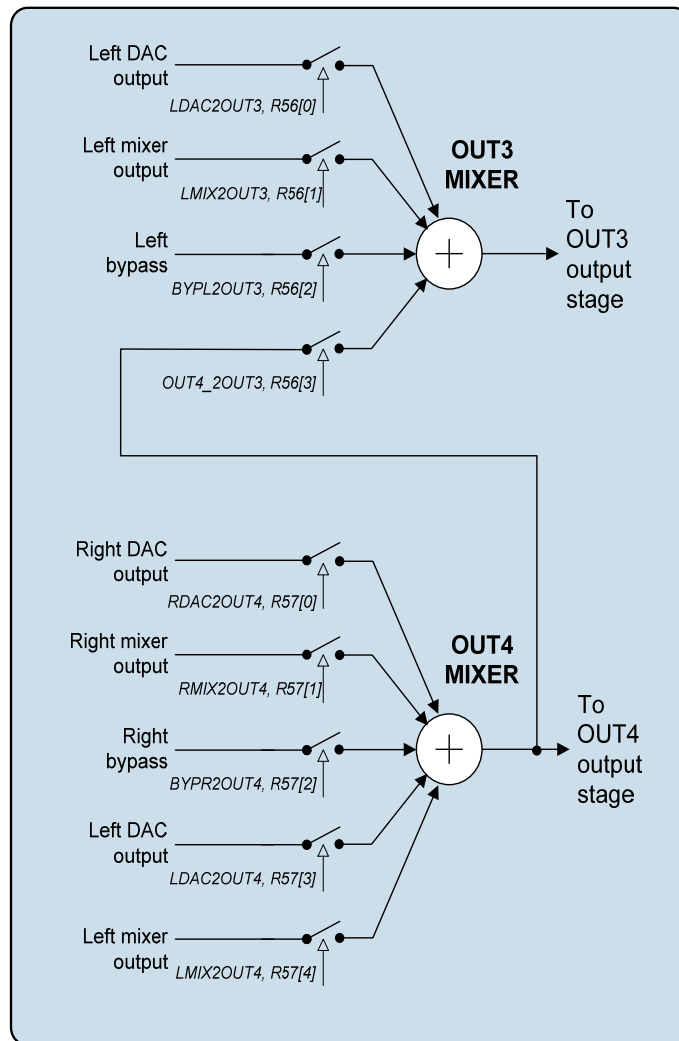 Left DAC
output
LDAC2OUT3, R56[0]
Left mixer
output
LMIX2OUT3, R56[1]
OUT3
MIXER
Left
bypass
BYPL2OUT3, R56[2]
To
OUT3
output
stage
OUT4_2OUT3, R56[3]
Right DAC
output
RDAC2OUT4, R57[0]
Right mixer
output
RMIX2OUT4, R57[1]
OUT4
MIXER
Right
bypass
BYPR2OUT4, R57[2]
To
OUT4
output
stage
Left DAC
output
LDAC2OUT4, R57[3]
Left mixer
output
LMIX2OUT4, R57[4]